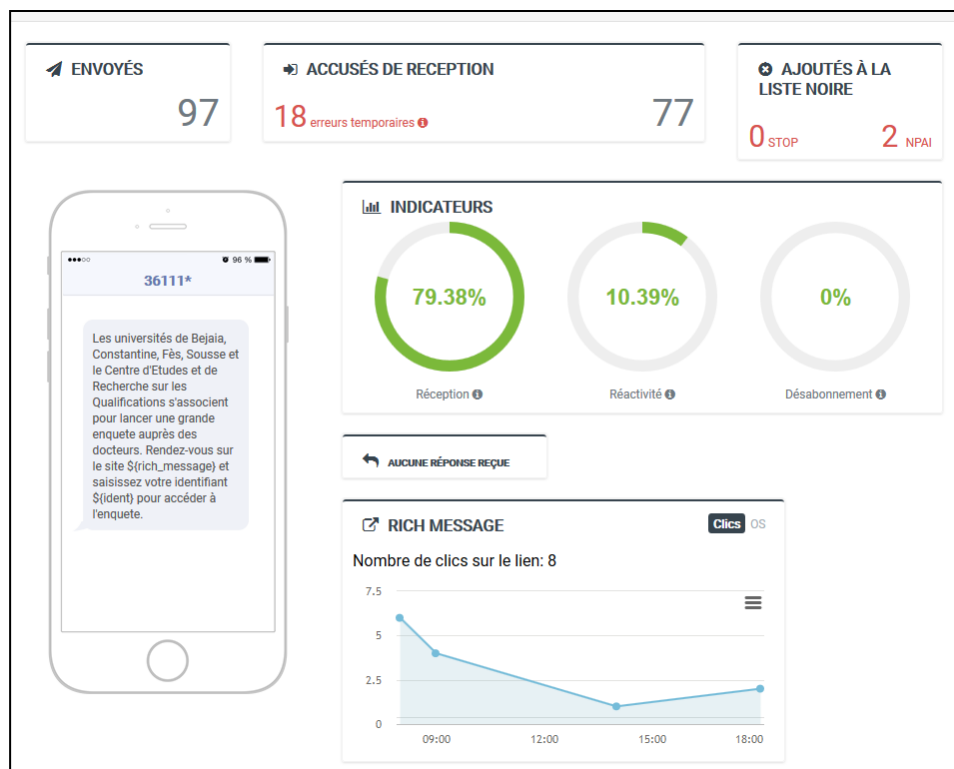 ENVOYÉS
97
ACCUSÉS DE RECEPTION
18 erreurs temporaires
77
AJOUTÉS À LA
LISTE NOIRE
0 STOP
2 NPAI
96 %
36111*
Les universités de Bejaia,
Constantine, Fès, Sousse et
le Centre d'Etudes et de
Recherche sur les
Qualifications s'associent
pour lancer une grande
enquete auprès des
docteurs. Rendez-vous sur
le site ${rich_message} et
saisissez votre identifiant
${ident} pour accéder à
l'enquete.
INDICATEURS
79.38%
10.39%
0%
Réception
Réactivité
Désabonnement
AUCUNE RÉPONSE REÇUE
RICH MESSAGE
Clics OS
Nombre de clics sur le lien: 8
7.5
5
2.5
0
09:00
12:00
15:00
18:00